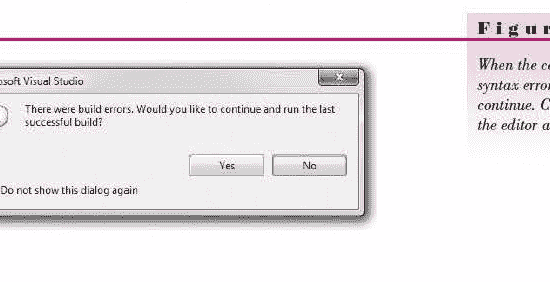 Figur
osoft Visual Studio
There were build errors. Would you like to continue and run the last
successful build?
Yes
No
Do not show this dialog again
When the co
syntax error
continue. C
the editor a